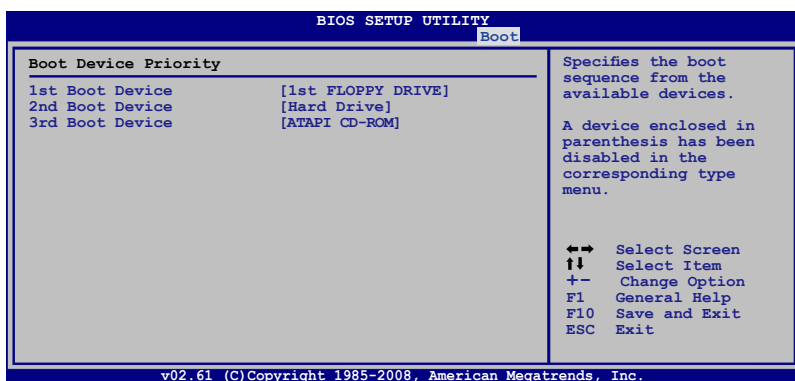 BIOS SETUP UTILITY
Boot
Boot Device Priority
1st Boot Device [1st FLOPPY DRIVE]
2nd Boot Device [Hard Drive]
3rd Boot Device [ATAPI CD-ROM]
Specifies the boot
sequence from the
available devices.
A device enclosed in
parenthesis has been
disabled in the
corresponding type
menu.
←→ Select Screen
↑↓ Select Item
+- Change Option
F1 General Help
F10 Save and Exit
ESC Exit
v02.61 (C)Copyright 1985-2008, American Megatrends, Inc.